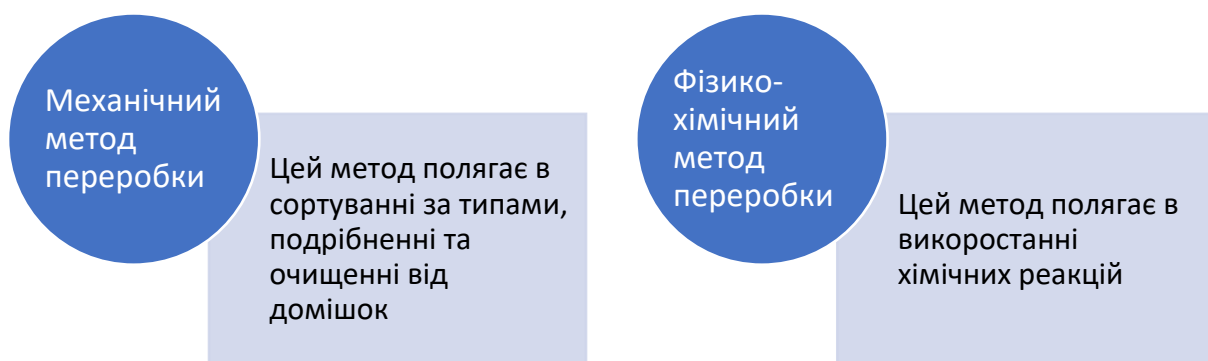 Механічний
метод
переробки
Цей метод полягає в
сортуванні за типами,
подрібненні та
очищенні від
домішок
Фізико-
хімічний
метод
переробки
Цей метод полягає в
викоростанні
хімічних реакцій